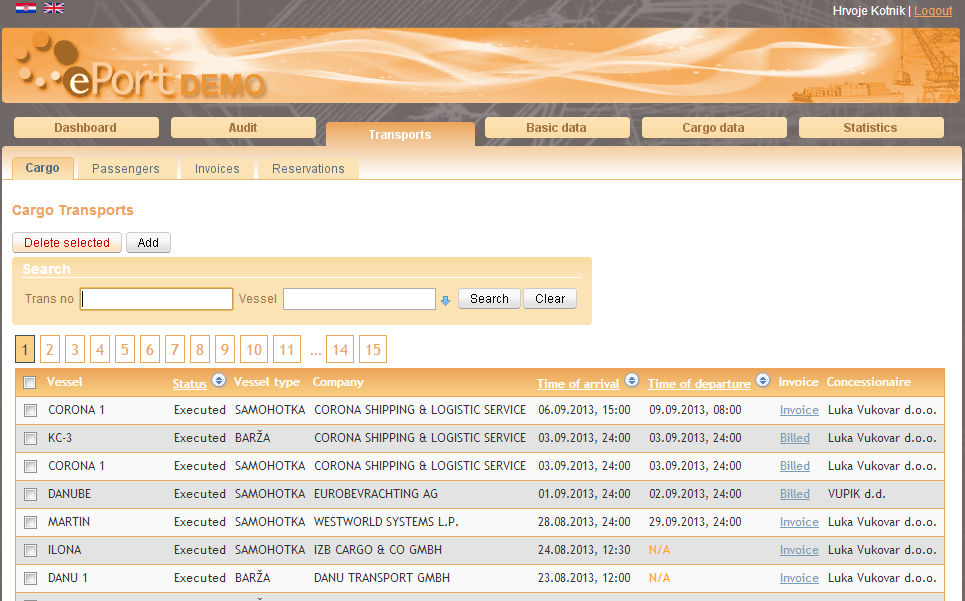 Hrvoje Kotnik | Logout
ePort DEMO
Dashboard Audit Transports Basic data Cargo data Statistics
Cargo Passengers Invoices Reservations
Cargo Transports
Delete selected Add
Search
Trans no Vessel Search Clear
1 2 3 4 5 6 7 8 9 10 11 ... 14 15
Vessel Status Vessel type Company Time of arrival Time of departure Invoice Concessionaire
CORONA 1 Executed SAMOHOTKA CORONA SHIPPING & LOGISTIC SERVICE 06.09.2013, 15:00 09.09.2013, 08:00 Invoice Luka Vukovar d.o.o.
KC-3 Executed BARŽA CORONA SHIPPING & LOGISTIC SERVICE 03.09.2013, 24:00 03.09.2013, 24:00 Billed Luka Vukovar d.o.o.
CORONA 1 Executed SAMOHOTKA CORONA SHIPPING & LOGISTIC SERVICE 03.09.2013, 24:00 03.09.2013, 24:00 Billed Luka Vukovar d.o.o.
DANUBE Executed SAMOHOTKA EUROBEVRACHTING AG 01.09.2013, 24:00 02.09.2013, 24:00 Billed VUPIK d.d.
MARTIN Executed SAMOHOTKA WESTWORLD SYSTEMS L.P. 28.08.2013, 24:00 29.09.2013, 24:00 Invoice Luka Vukovar d.o.o.
ILONA Executed SAMOHOTKA IZB CARGO & CO GMBH 24.08.2013, 12:30 N/A Invoice Luka Vukovar d.o.o.
DANU 1 Executed BARŽA DANU TRANSPORT GMBH 23.08.2013, 12:00 N/A Invoice Luka Vukovar d.o.o.